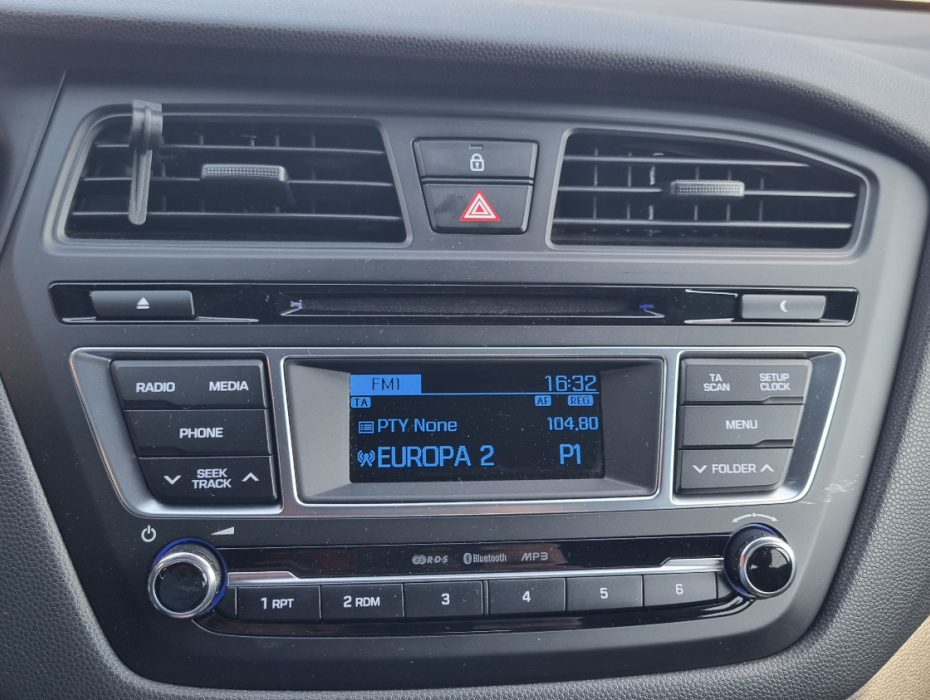 RADIO MEDIA
PHONE
SEEK
TRACK
FM1 16:32
TA AF REG
PTY None 104.80
EUROPA 2 P1
TA
SCAN
SETUP
CLOCK
MENU
FOLDER
R·D·S Bluetooth MP3
1 RPT 2 RDM 3 4 5 6